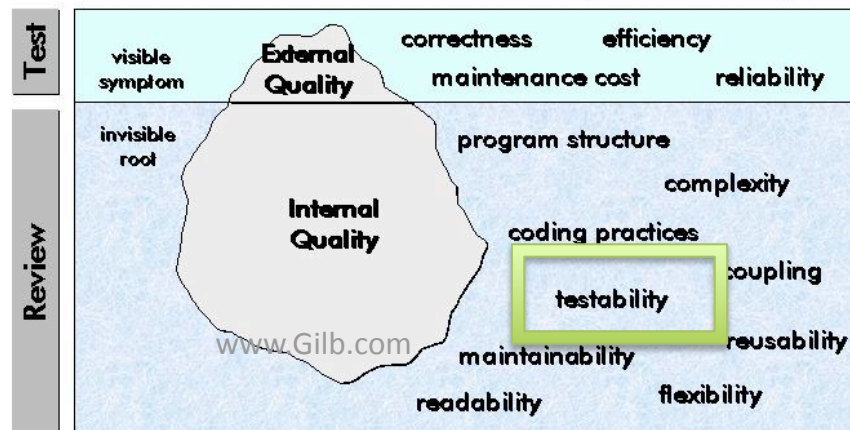 Test
visible
symptom
External
Quality
correctness
efficiency
maintenance cost
reliability
Review
invisible
root
Internal
Quality
program structure
complexity
coding practices
coupling
testability
reusability
maintainability
flexibility
readability
www.Gilb.com